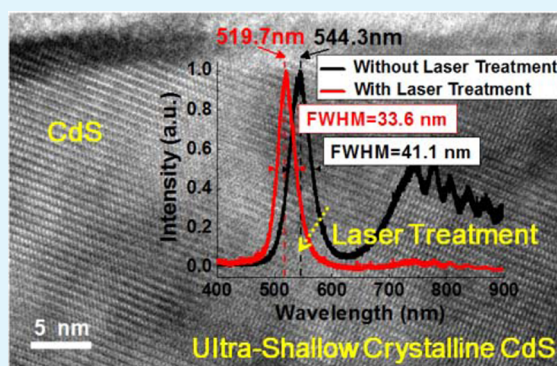 519.7nm 544.3nm
Without Laser Treatment
With Laser Treatment
CdS
FWHM=33.6 nm
FWHM=41.1 nm
Laser Treatment
Intensity (a.u.)
1.0
0.8
0.6
0.4
0.2
0.0
400 500 600 700 800 900
Wavelength (nm)
5 nm
Ultra-Shallow Crystalline CdS